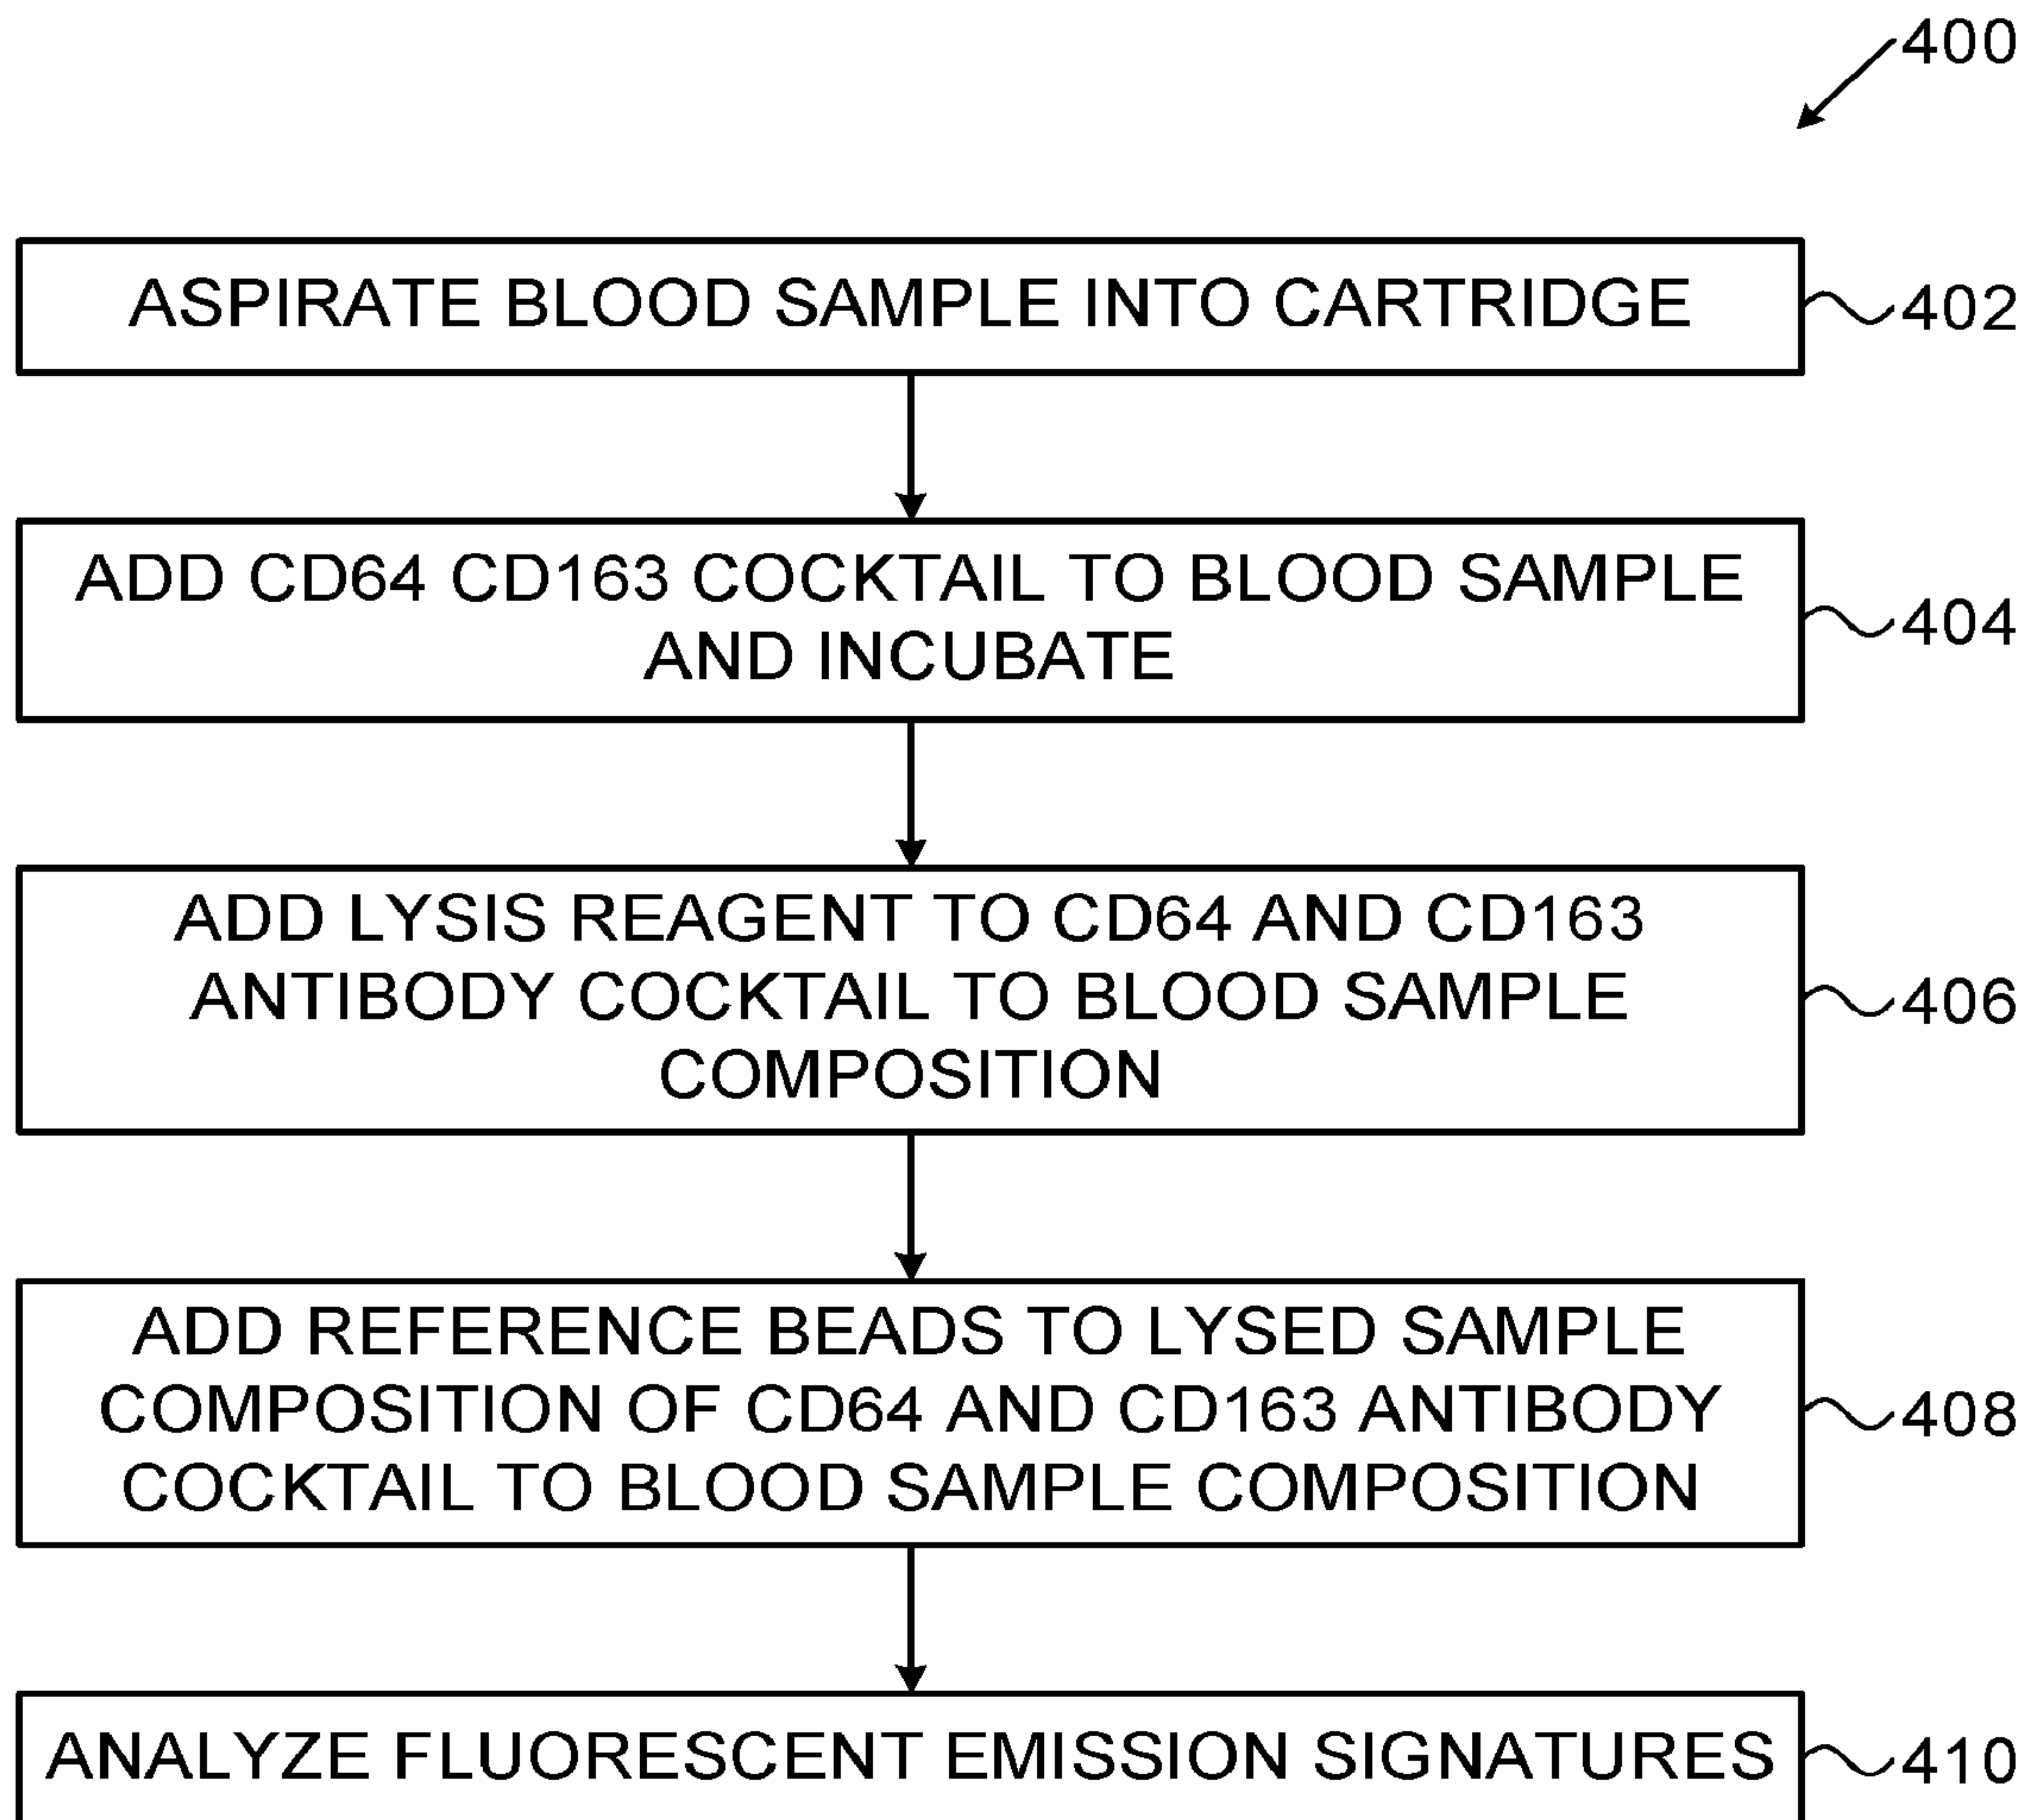 400
ASPIRATE BLOOD SAMPLE INTO CARTRIDGE
402
ADD CD64 CD163 COCKTAIL TO BLOOD SAMPLE
AND INCUBATE
404
ADD LYSIS REAGENT TO CD64 AND CD163
ANTIBODY COCKTAIL TO BLOOD SAMPLE
COMPOSITION
406
ADD REFERENCE BEADS TO LYSED SAMPLE
COMPOSITION OF CD64 AND CD163 ANTIBODY
COCKTAIL TO BLOOD SAMPLE COMPOSITION
408
ANALYZE FLUORESCENT EMISSION SIGNATURES
410